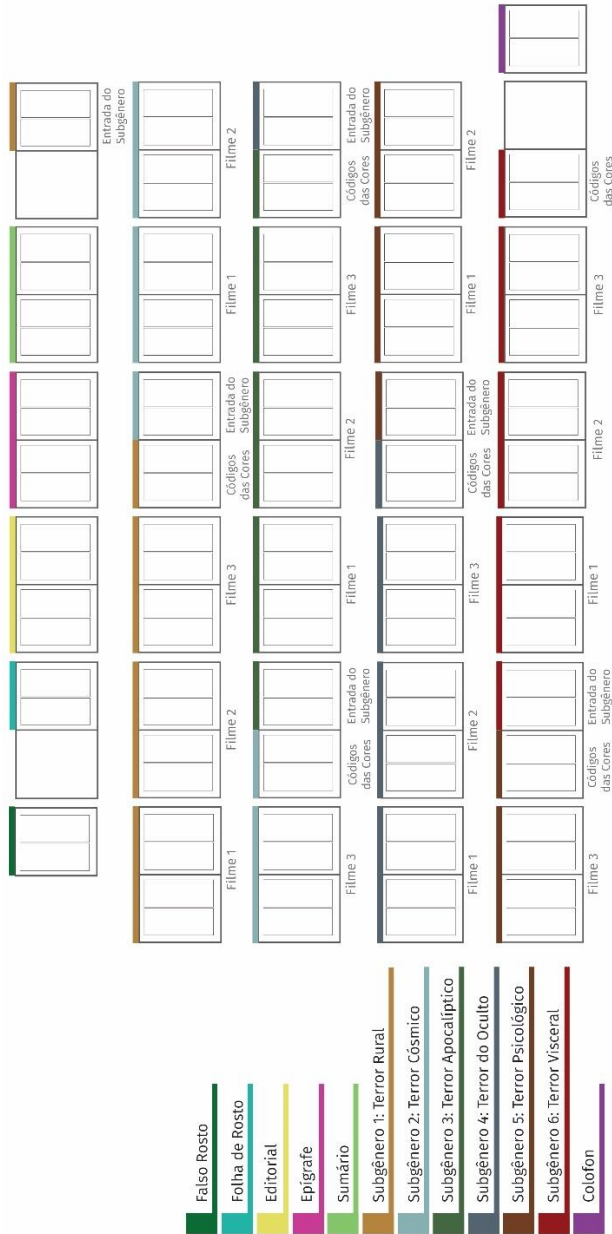 Falso Rosto
Folha de Rosto
Editorial
Epígrafe
Sumário
Subgênero 1: Terror Rural
Subgênero 2: Terror Cósmico
Subgênero 3: Terror Apocalíptico
Subgênero 4: Terror do Oculto
Subgênero 5: Terror Psicológico
Subgênero 6: Terror Visceral
Colofon
Entrada do
Subgênero
Filme 1
Filme 2
Filme 3
Códigos
das Cores
Entrada do
Subgênero
Filme 1
Filme 2
Filme 3
Códigos
das Cores
Entrada do
Subgênero
Filme 1
Filme 2
Filme 3
Códigos
das Cores
Entrada do
Subgênero
Filme 1
Filme 2
Filme 3
Códigos
das Cores
Entrada do
Subgênero
Filme 1
Filme 2
Filme 3
Códigos
das Cores
Entrada do
Subgênero
Filme 1
Filme 2
Filme 3
Códigos
das Cores